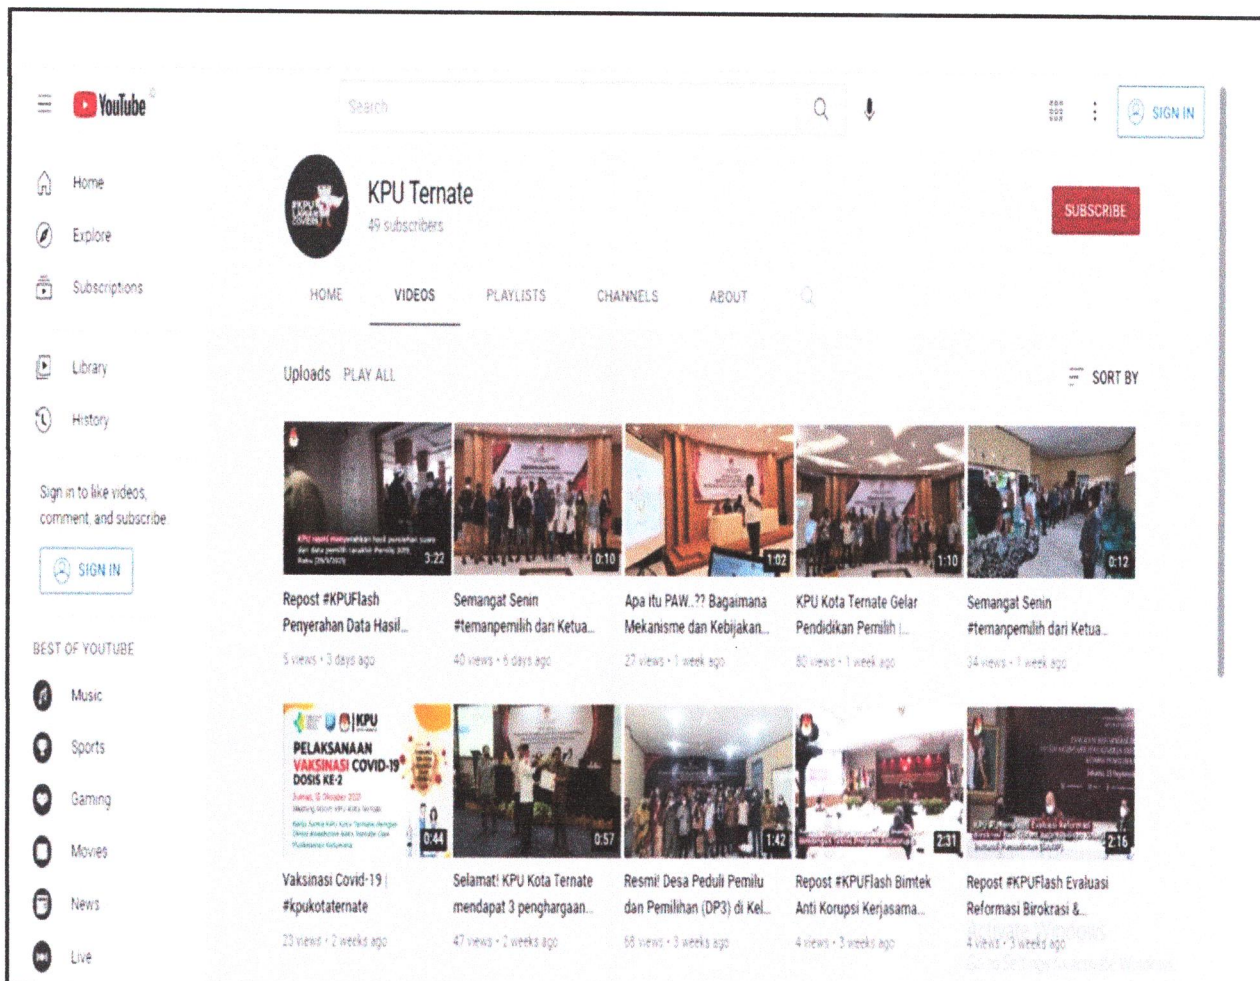 YouTube
Search
SIGN IN
Home
Explore
Subscriptions
Library
History
Sign in to like videos,
comment, and subscribe.
SIGN IN
BEST OF YOUTUBE
Music
Sports
Gaming
Movies
News
Live
#KPU
LAWAN
COVID19
KPU Ternate
49 subscribers
SUBSCRIBE
HOME VIDEOS PLAYLISTS CHANNELS ABOUT
Uploads PLAY ALL
SORT BY
3:22
0:10
1:02
1:10
0:12
Repost #KPUFlash
Penyerahan Data Hasil...
5 views • 3 days ago
Semangat Senin
#temanpemilih dari Ketua...
40 views • 6 days ago
Apa itu PAW..?? Bagaimana
Mekanisme dan Kebijakan...
27 views • 1 week ago
KPU Kota Ternate Gelar
Pendidikan Pemilih |...
80 views • 1 week ago
Semangat Senin
#temanpemilih dari Ketua...
34 views • 1 week ago
KPU
PELAKSANAAN
VAKSINASI COVID-19
DOSIS KE-2
0:44
0:57
1:42
2:31
2:16
Vaksinasi Covid-19 |
#kpukotaternate
23 views • 2 weeks ago
Selamat! KPU Kota Ternate
mendapat 3 penghargaan...
47 views • 2 weeks ago
Resmi! Desa Peduli Pemilu
dan Pemilihan (DP3) di Kel...
68 views • 3 weeks ago
Repost #KPUFlash Bimtek
Anti Korupsi Kerjasama...
4 views • 3 weeks ago
Repost #KPUFlash Evaluasi
Reformasi Birokrasi &...
4 views • 3 weeks ago
Activate Windows